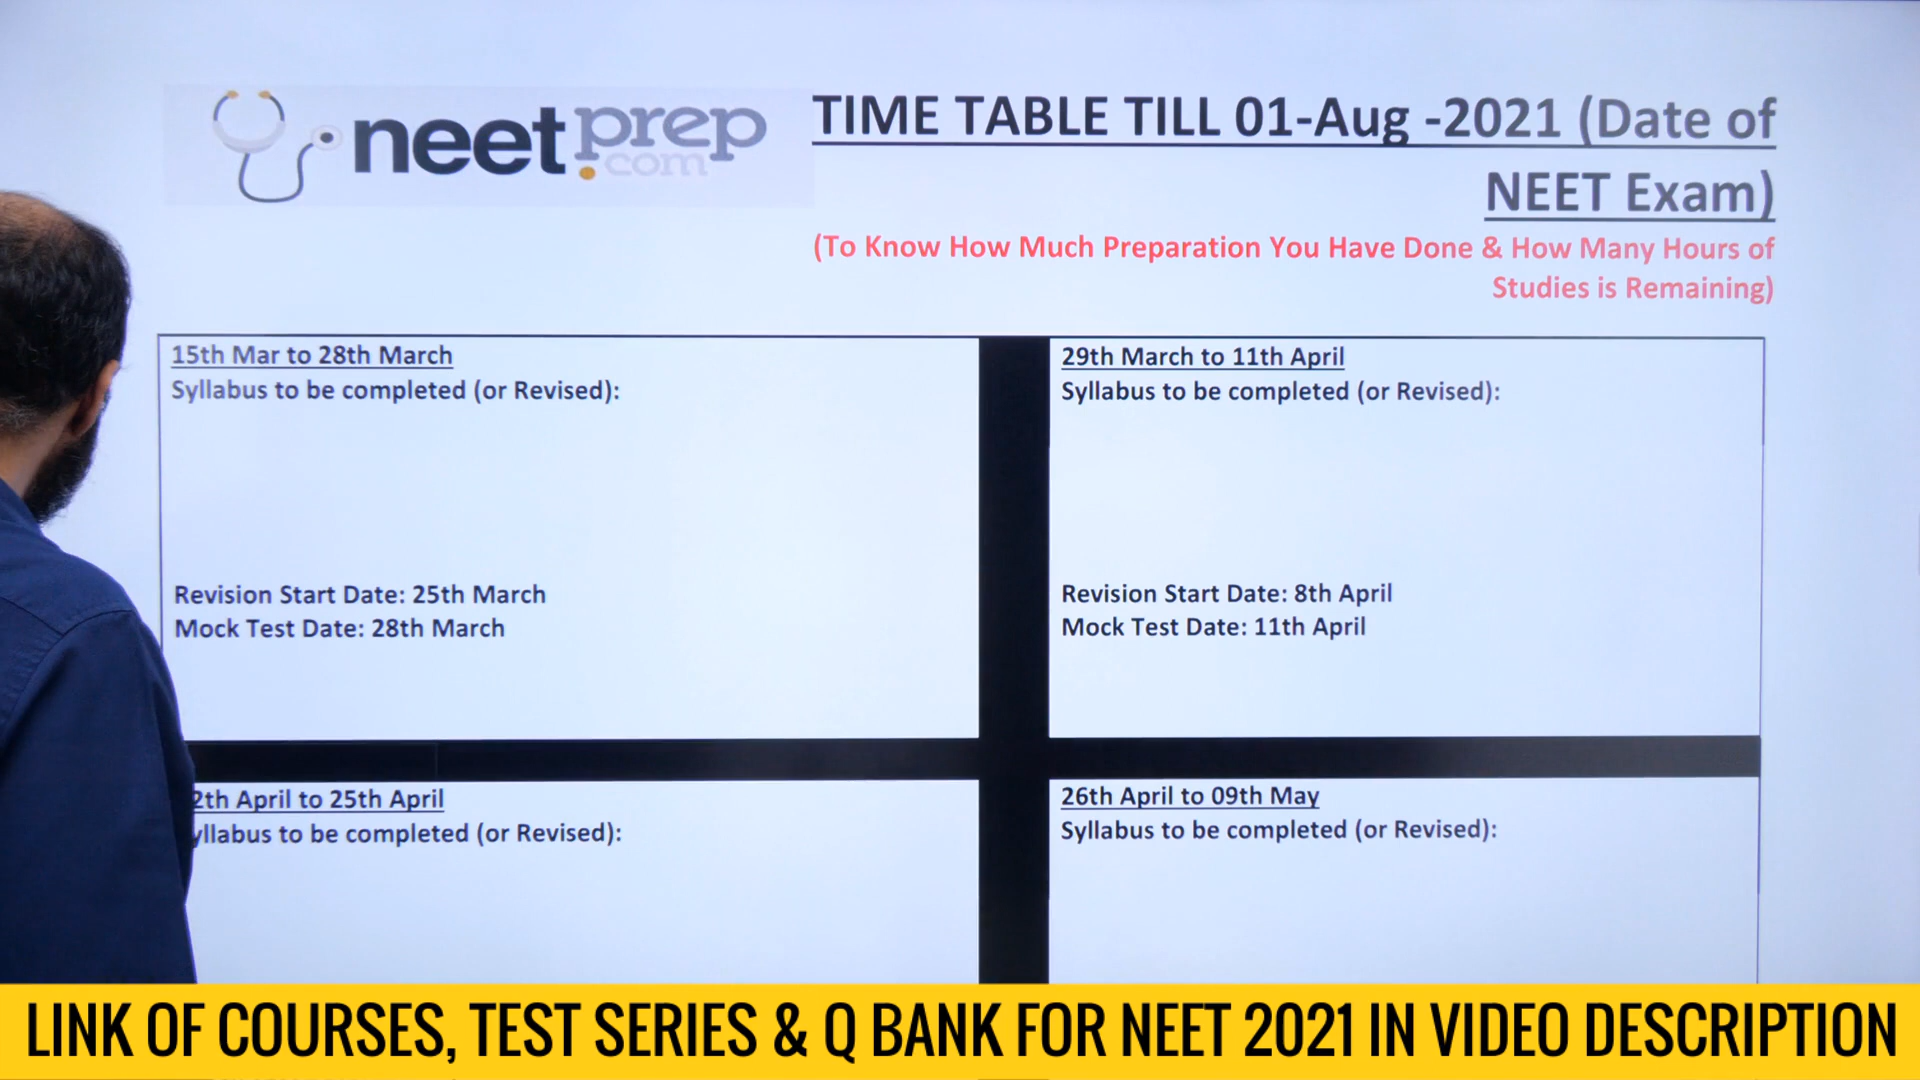 neetprep
.com
TIME TABLE TILL 01-Aug -2021 (Date of
NEET Exam)
(To Know How Much Preparation You Have Done & How Many Hours of
Studies is Remaining)
15th Mar to 28th March
Syllabus to be completed (or Revised):
Revision Start Date: 25th March
Mock Test Date: 28th March
29th March to 11th April
Syllabus to be completed (or Revised):
Revision Start Date: 8th April
Mock Test Date: 11th April
2th April to 25th April
yllabus to be completed (or Revised):
26th April to 09th May
Syllabus to be completed (or Revised):
LINK OF COURSES, TEST SERIES & Q BANK FOR NEET 2021 IN VIDEO DESCRIPTION